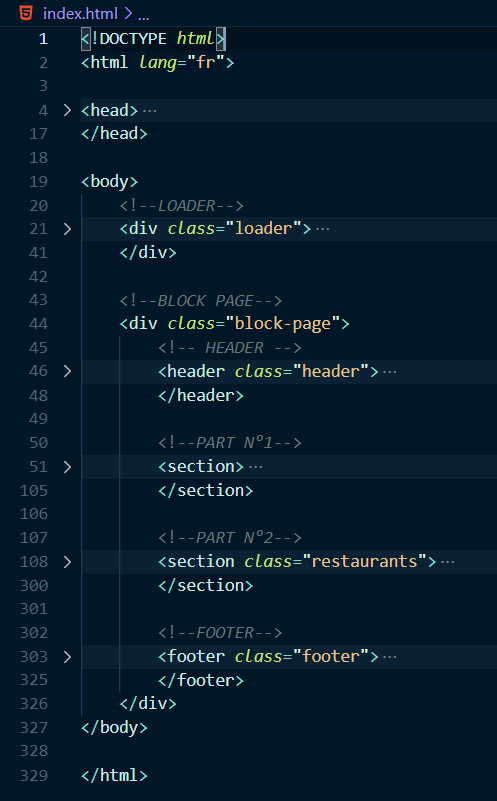 index.html > ...
1 <!DOCTYPE html>
2 <html lang="fr">
3
4 > <head> ...
17 </head>
18
19 <body>
20 <!--LOADER-->
21 > <div class="loader"> ...
41 </div>
42
43 <!--BLOCK PAGE-->
44 <div class="block-page">
45 <!-- HEADER -->
46 > <header class="header"> ...
48 </header>
49
50 <!--PART N°1-->
51 > <section> ...
105 </section>
106
107 <!--PART N°2-->
108 > <section class="restaurants"> ...
300 </section>
301
302 <!--FOOTER-->
303 > <footer class="footer"> ...
325 </footer>
326 </div>
327 </body>
328
329 </html>